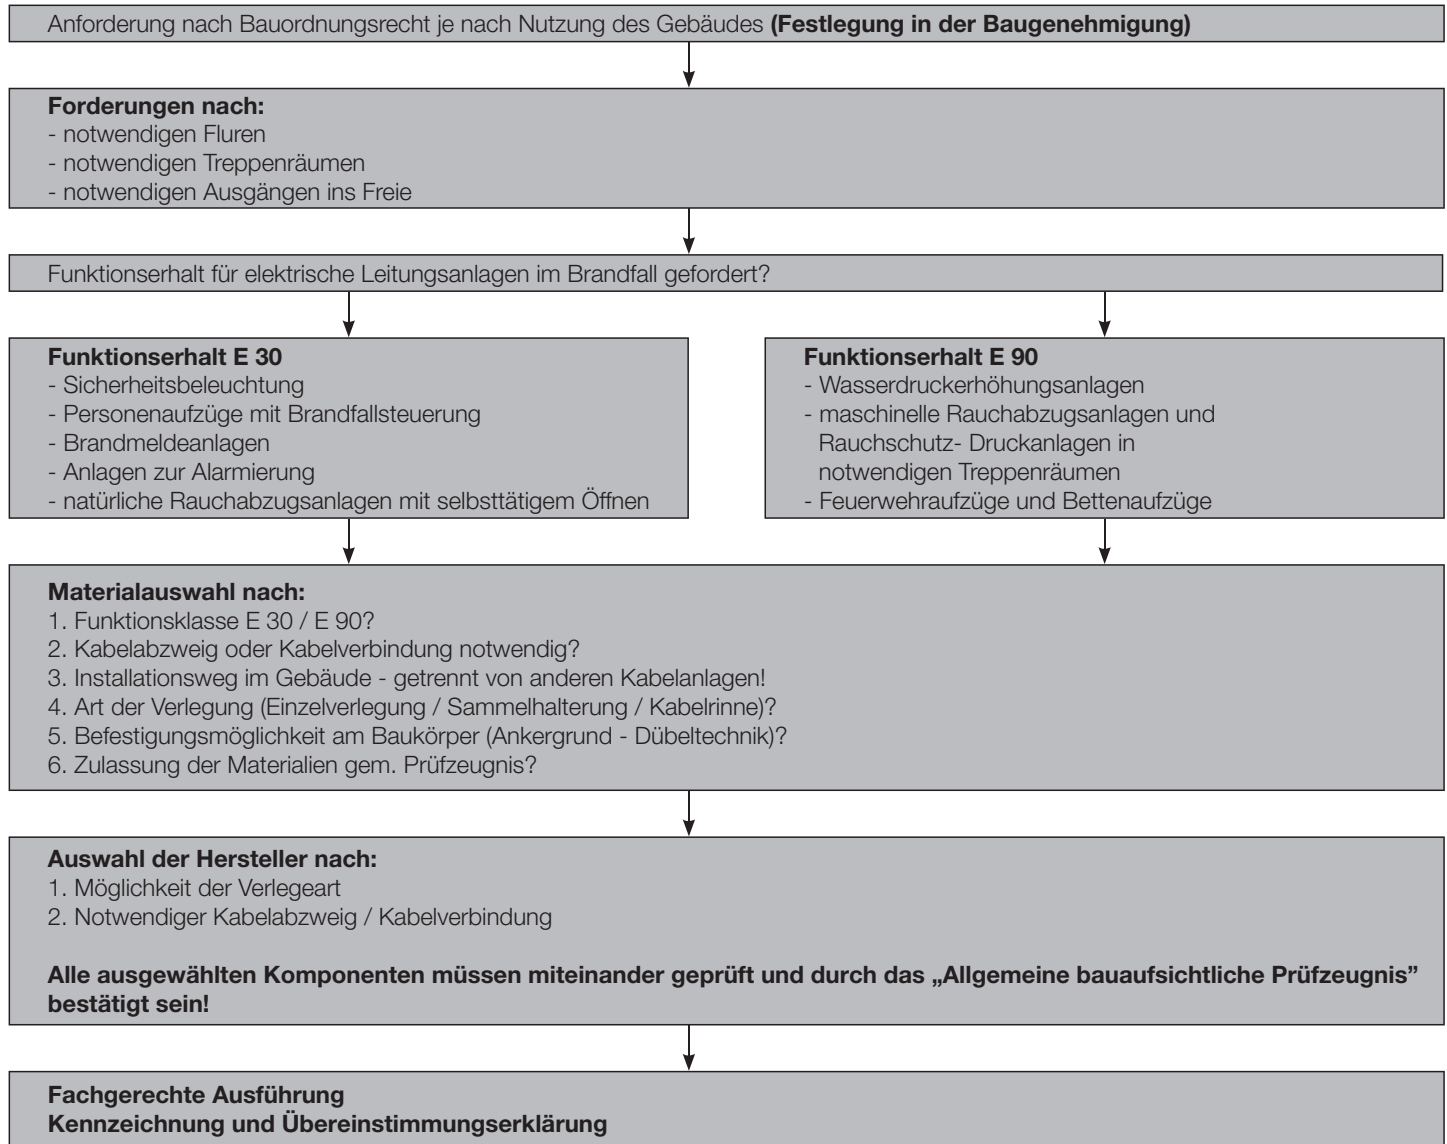 Anforderung nach Bauordnungsrecht je nach Nutzung des Gebäudes (Festlegung in der Baugenehmigung)
Forderungen nach:
- notwendigen Fluren
- notwendigen Treppenräumen
- notwendigen Ausgängen ins Freie
Funktionserhalt für elektrische Leitungsanlagen im Brandfall gefordert?
Funktionserhalt E 30
- Sicherheitsbeleuchtung
- Personenaufzüge mit Brandfallsteuerung
- Brandmeldeanlagen
- Anlagen zur Alarmierung
- natürliche Rauchabzugsanlagen mit selbsttätigem Öffnen
Funktionserhalt E 90
- Wasserdruckerhöhungsanlagen
- maschinelle Rauchabzugsanlagen und
Rauchschutz- Druckanlagen in
notwendigen Treppenräumen
- Feuerwehraufzüge und Bettenaufzüge
Materialauswahl nach:
1. Funktionsklasse E 30 / E 90?
2. Kabelabzweig oder Kabelverbindung notwendig?
3. Installationsweg im Gebäude - getrennt von anderen Kabelanlagen!
4. Art der Verlegung (Einzelverlegung / Sammelhalterung / Kabelrinne)?
5. Befestigungsmöglichkeit am Baukörper (Ankergrund - Dübeltechnik)?
6. Zulassung der Materialien gem. Prüfzeugnis?
Auswahl der Hersteller nach:
1. Möglichkeit der Verlegeart
2. Notwendiger Kabelabzweig / Kabelverbindung
Alle ausgewählten Komponenten müssen miteinander geprüft und durch das „Allgemeine bauaufsichtliche Prüfzeugnis”
bestätigt sein!
Fachgerechte Ausführung
Kennzeichnung und Übereinstimmungserklärung